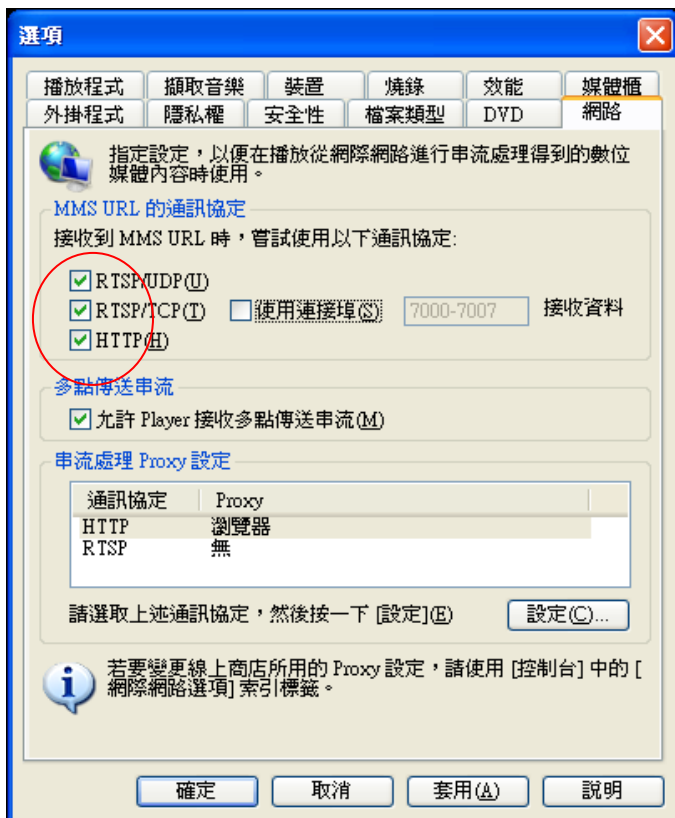 選項
播放程式 擷取音樂 裝置 燒錄 效能 媒體櫃
外掛程式 隱私權 安全性 檔案類型 DVD 網路
指定設定，以便在播放從網際網路進行串流處理得到的數位
媒體內容時使用。
MMS URL 的通訊協定
接收到 MMS URL 時，嘗試使用以下通訊協定:
RTSP/UDP(U)
RTSP/TCP(T) 使用連接埠(S) 7000-7007 接收資料
HTTP(H)
多點傳送串流
允許 Player 接收多點傳送串流(M)
串流處理 Proxy 設定
通訊協定 Proxy
HTTP 瀏覽器
RTSP 無
請選取上述通訊協定，然後按一下 [設定](E) 設定(C)...
若要變更線上商店所用的 Proxy 設定，請使用 [控制台] 中的 [
網際網路選項] 索引標籤。
確定 取消 套用(A) 說明